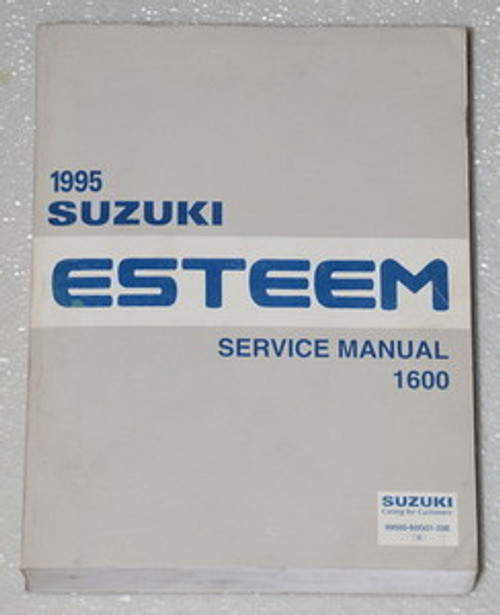 1995
SUZUKI
ESTEEM
SERVICE MANUAL
1600
SUZUKI
Caring for Customers